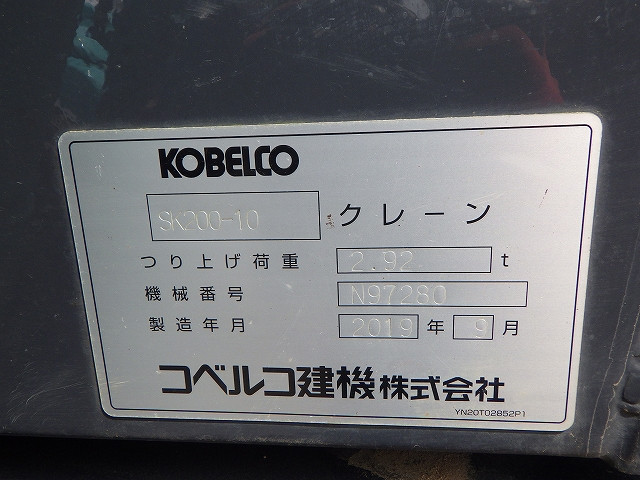 KOBELCO
SK200-10 クレーン
つり上げ荷重 2.92 t
機械番号 N97280
製造年月 2019 年 9 月
コベルコ建機株式会社
YN20T02852P1